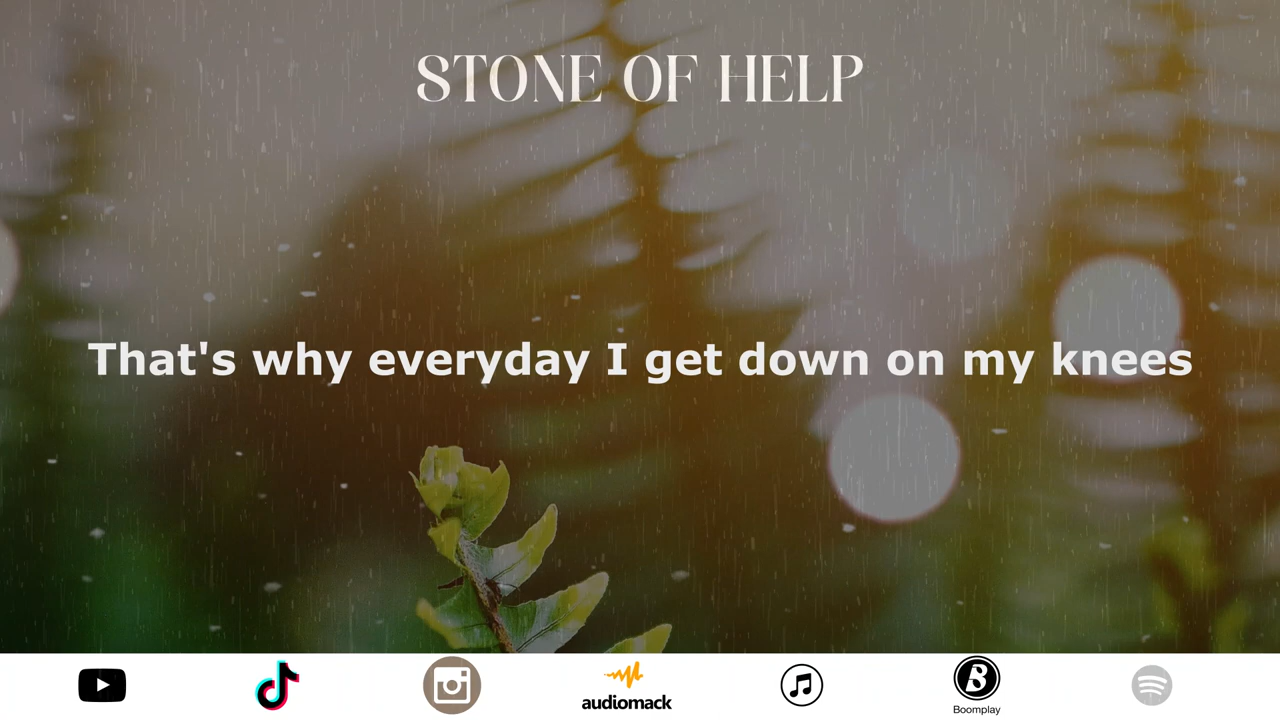 STONE OF HELP
That's why everyday I get down on my knees
audiomack
B
Boomplay